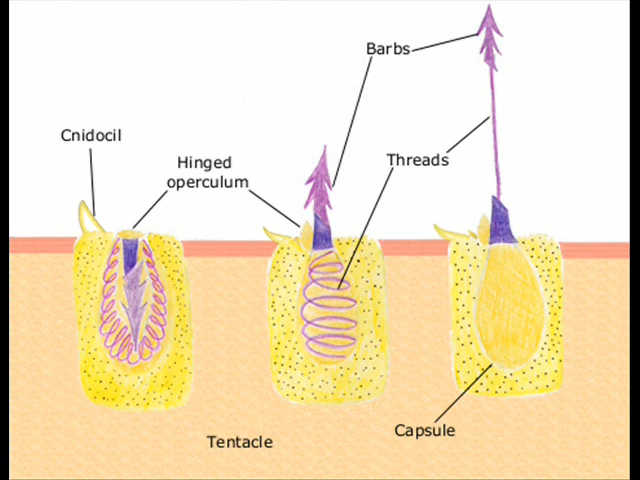 Barbs
Cnidocil
Hinged
operculum
Threads
Capsule
Tentacle